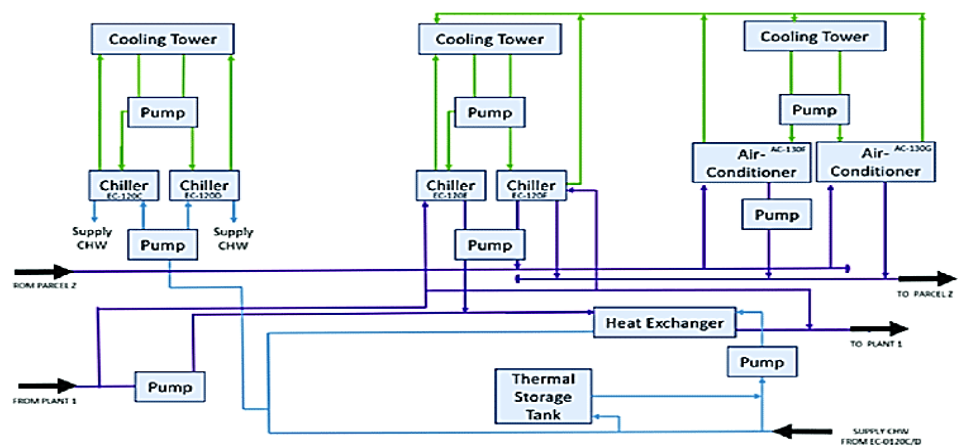 Cooling Tower
Cooling Tower
Cooling Tower
Pump
Pump
Pump
Chiller
EC-120C
Chiller
EC-120D
Chiller
EC-120E
Chiller
EC-120F
Air-
Conditioner
AC-130F
Air-
Conditioner
AC-130G
Supply
CHW
Pump
Supply
CHW
Pump
Pump
ROM PARCEL Z
TO PARCEL Z
Heat Exchanger
TO PLANT 1
Pump
FROM PLANT 1
Pump
Thermal
Storage
Tank
SUPPLY CHW
FROM EC-0120C/D